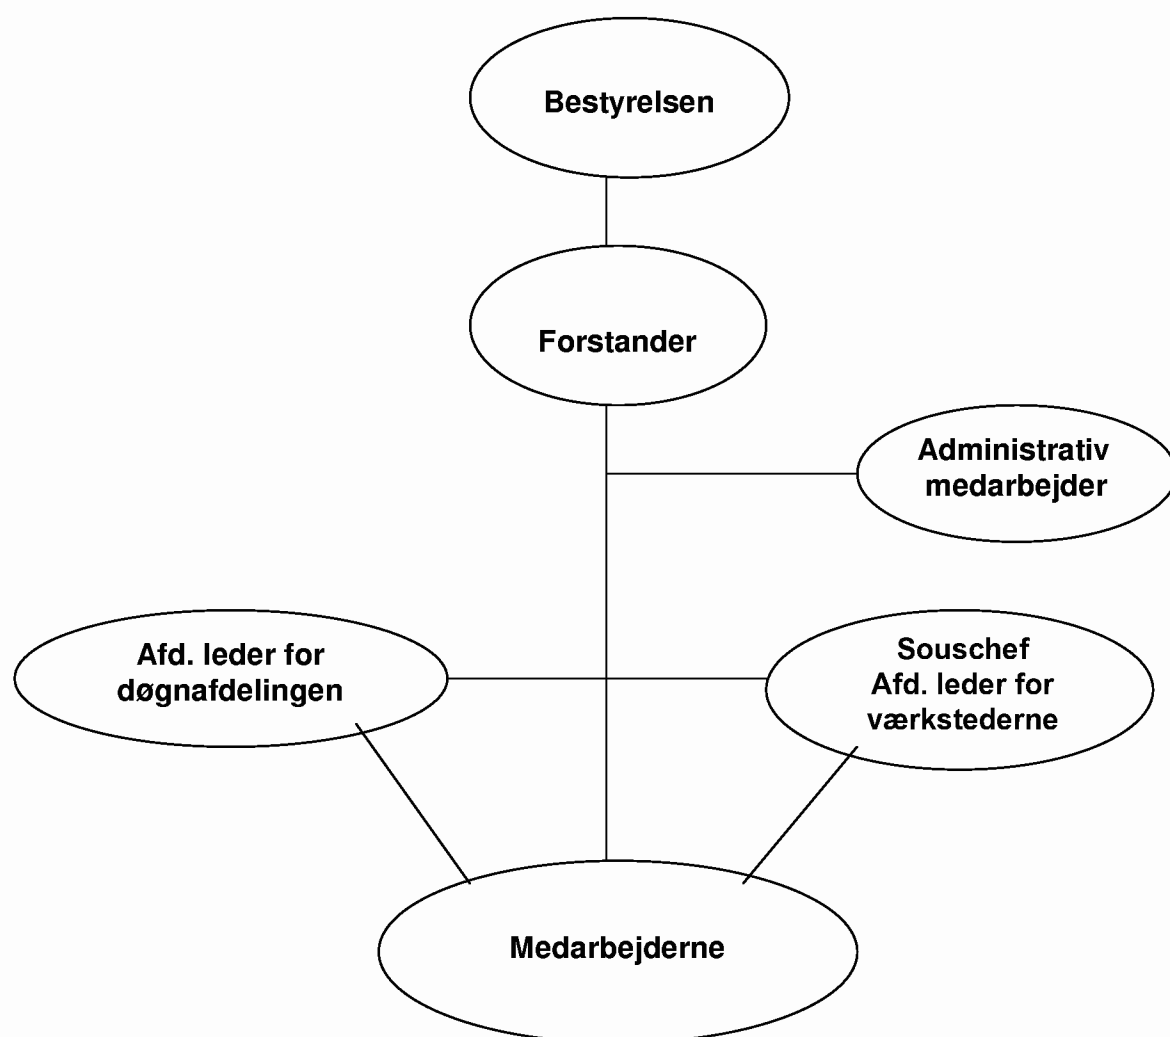 Bestyrelsen
Forstander
Administrativ
medarbejder
Afd. leder for
døgnafdelingen
Souschef
Afd. leder for
værkstederne
Medarbejderne